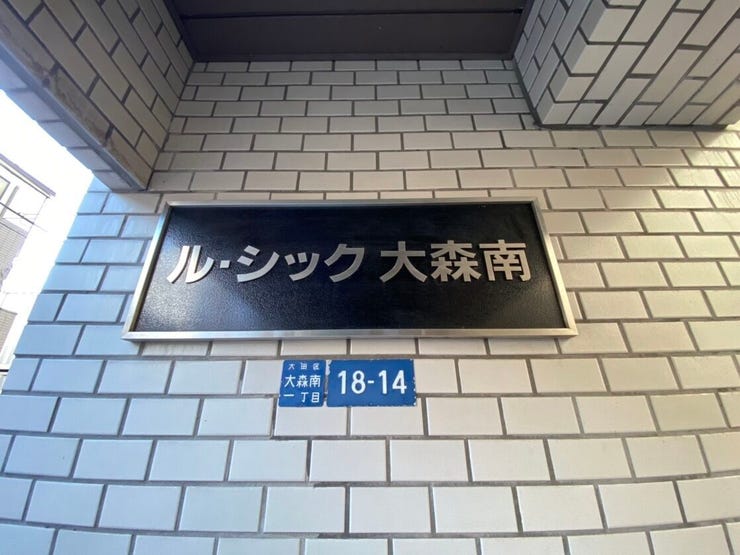 ル・シック 大森南
大田区
大森南
一丁目
18-14